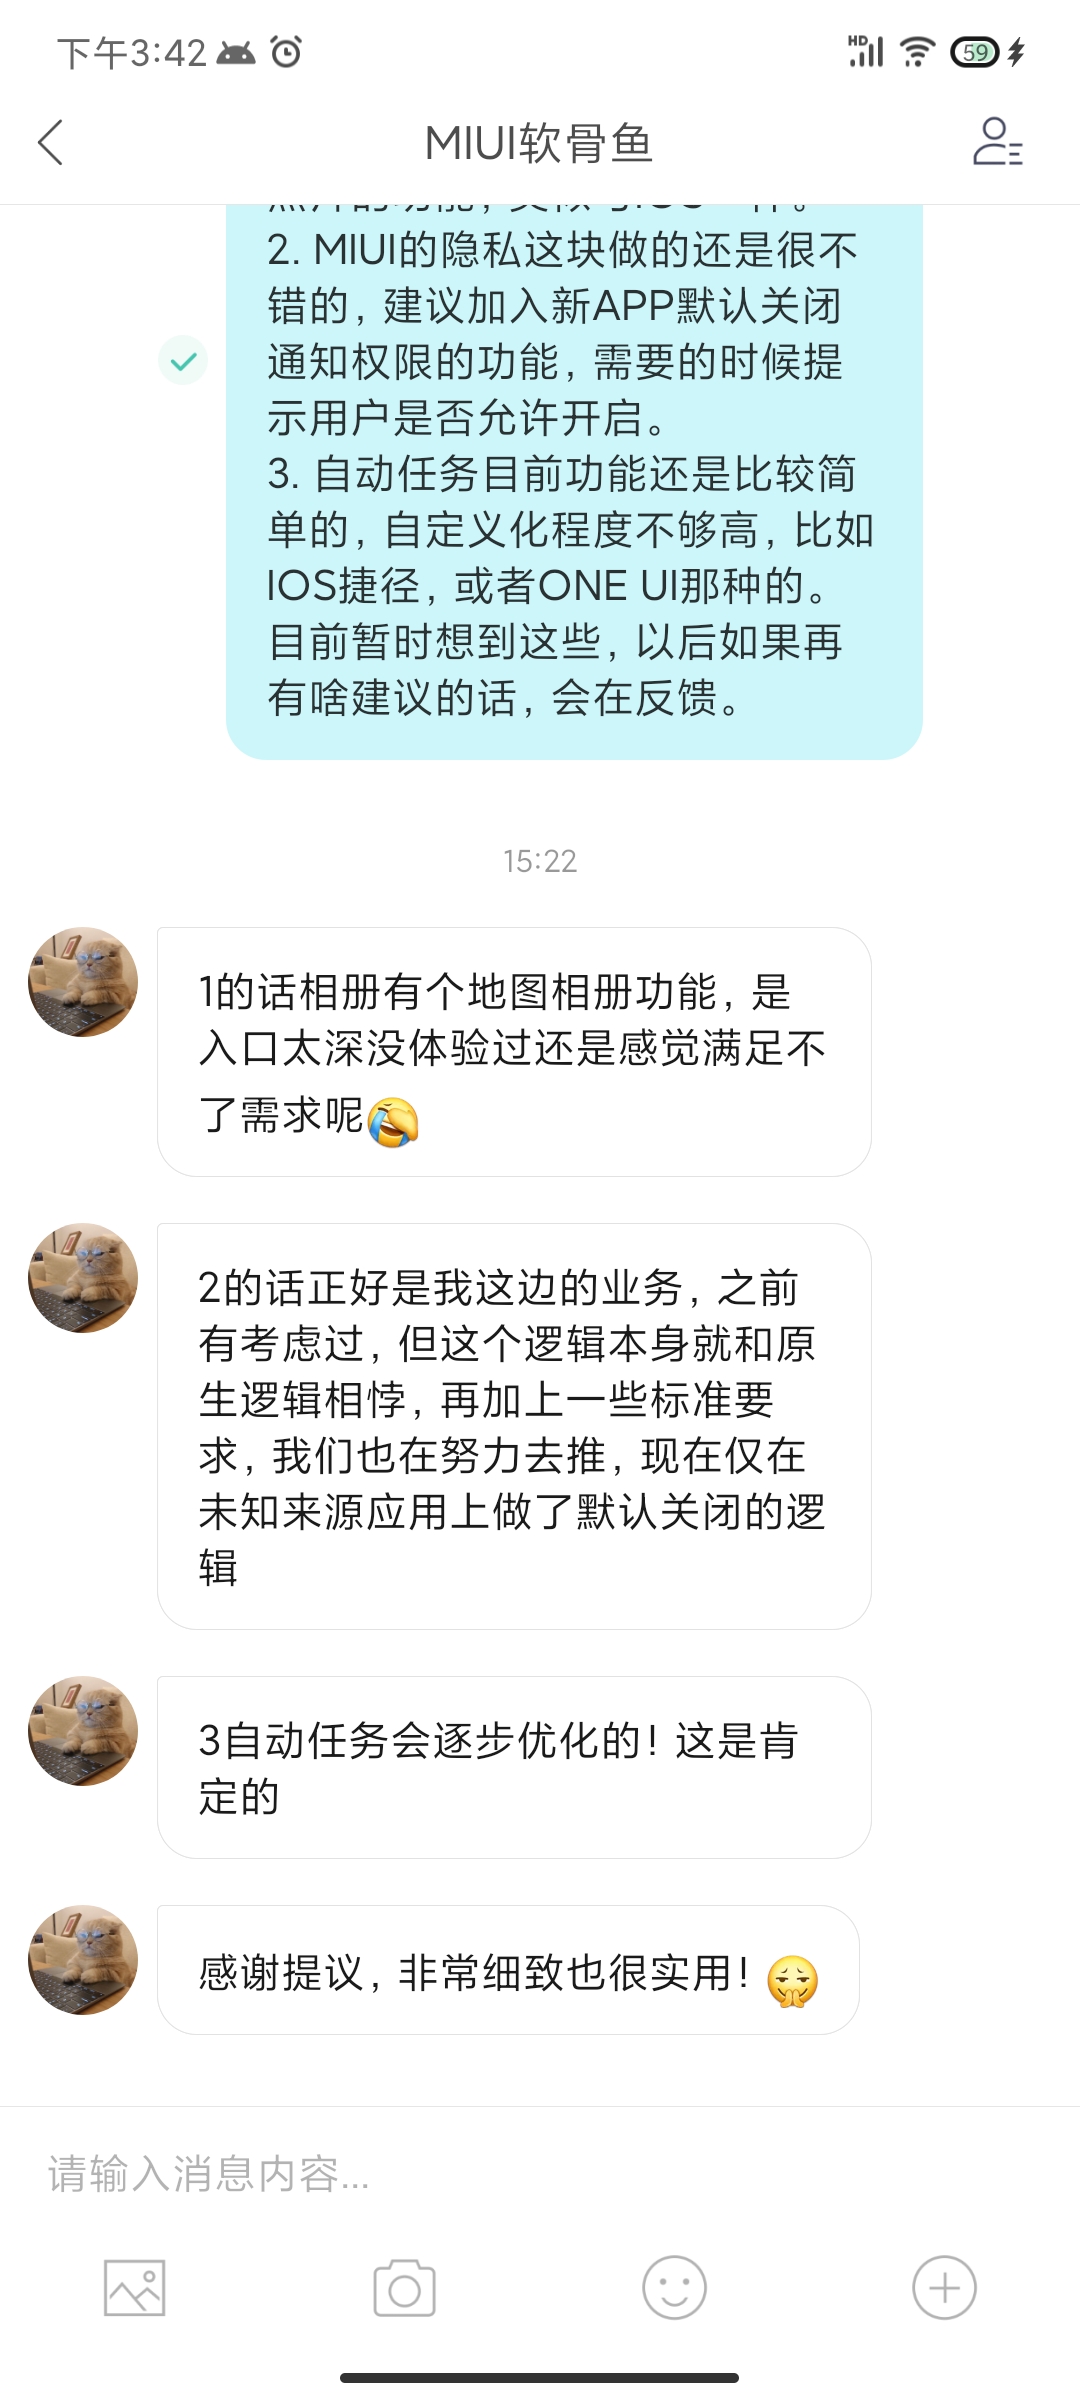 下午3:42
HD
59
MIUI软骨鱼
2. MIUI的隐私这块做的还是很不
错的，建议加入新APP默认关闭
通知权限的功能，需要的时候提
示用户是否允许开启。
3. 自动任务目前功能还是比较简
单的，自定义化程度不够高，比如
IOS捷径，或者ONE UI那种的。
目前暂时想到这些，以后如果再
有啥建议的话，会在反馈。
15:22
1的话相册有个地图相册功能，是
入口太深没体验过还是感觉满足不
了需求呢🤣
2的话正好是我这边的业务，之前
有考虑过，但这个逻辑本身就和原
生逻辑相悖，再加上一些标准要
求，我们也在努力去推，现在仅在
未知来源应用上做了默认关闭的逻
辑
3自动任务会逐步优化的！这是肯
定的
感谢提议，非常细致也很实用！
请输入消息内容...